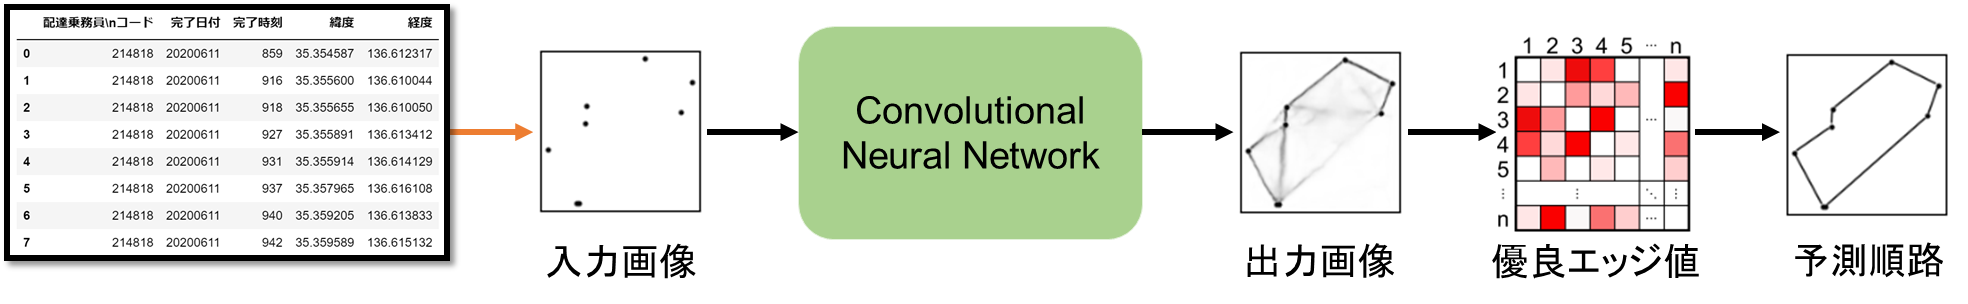 配達乗務員\nコード 完了日付 完了時刻 緯度 経度
0 214818 20200611 859 35.354587 136.612317
1 214818 20200611 916 35.355600 136.610044
2 214818 20200611 918 35.355655 136.610050
3 214818 20200611 927 35.355891 136.613412
4 214818 20200611 931 35.355914 136.614129
5 214818 20200611 937 35.357965 136.616108
6 214818 20200611 940 35.359205 136.613833
7 214818 20200611 942 35.359589 136.615132
入力画像
Convolutional
Neural Network
出力画像
1 2 3 4 5 … n
1
2
3 …
4
5
⋮ ⋮ ⋱ ⋮
n …
優良エッジ値
予測順路